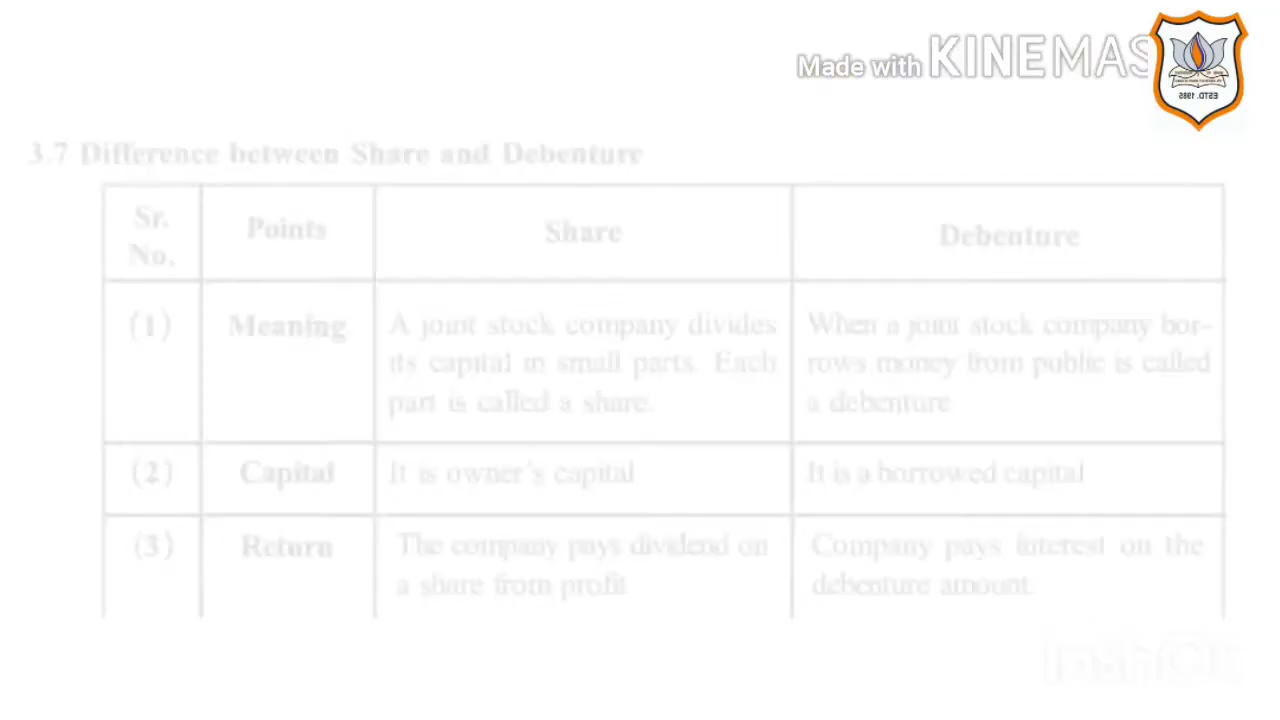 Made with KINEMAS
ESTD. 1985
3.7 Difference between Share and Debenture
Sr. No.
Points
Share
Debenture
(1)
Meaning
A joint stock company divides
its capital in small parts. Each
part is called a share.
When a joint stock company bor-
rows money from public is called
a debenture
(2)
Capital
It is owner's capital
It is a borrowed capital
(3)
Return
The company pays dividend on
a share from profit
Company pays interest on the
debenture amount.